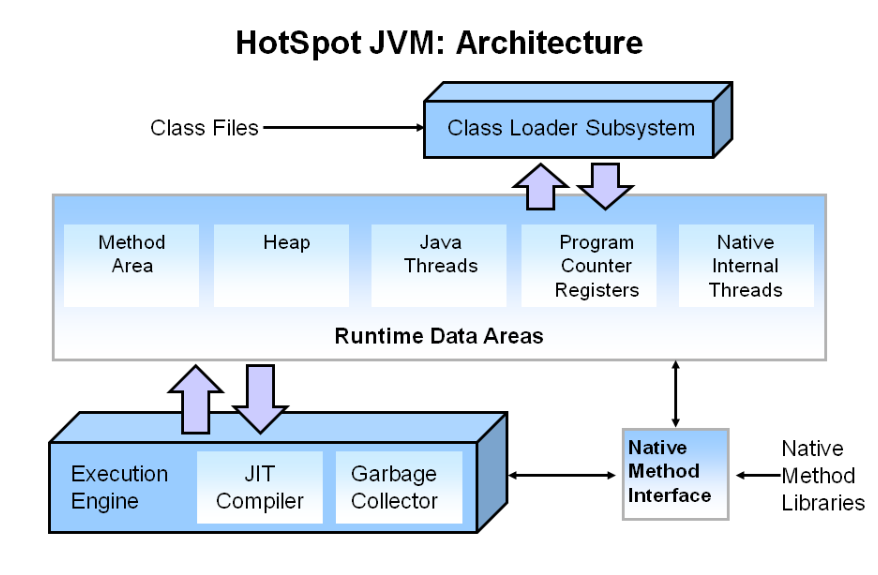 HotSpot JVM: Architecture
Class Files
Class Loader Subsystem
Method
Area
Heap
Java
Threads
Program
Counter
Registers
Native
Internal
Threads
Runtime Data Areas
Execution
Engine
JIT
Compiler
Garbage
Collector
Native
Method
Interface
Native
Method
Libraries